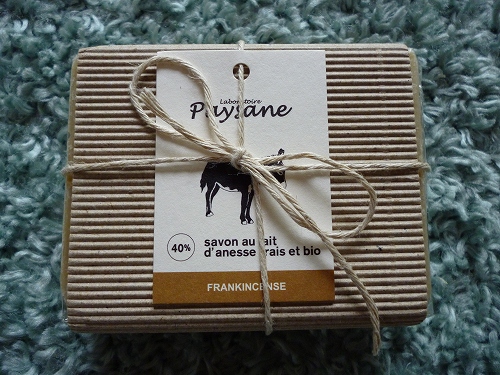 Laboratoire
Paysane
40%
savon au lait
d'anesse frais et bio
FRANKINCENSE